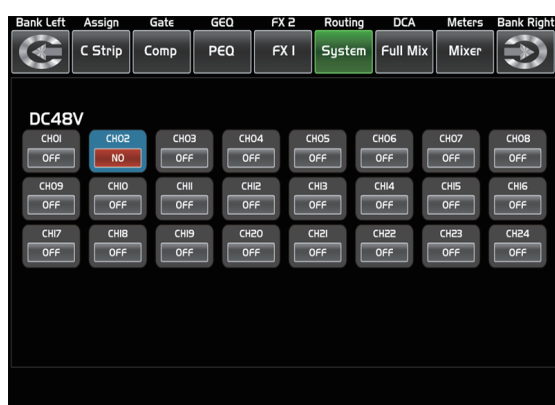 Bank Left Assign Gate GEQ FX 2 Routing DCA Meters Bank Right
C Strip Comp PEQ FX 1 System Full Mix Mixer
DC48V
CH01 CH02 CH03 CH04 CH05 CH06 CH07 CH08
OFF NO OFF OFF OFF OFF OFF OFF
CH09 CH10 CH11 CH12 CH13 CH14 CH15 CH16
OFF OFF OFF OFF OFF OFF OFF OFF
CH17 CH18 CH19 CH20 CH21 CH22 CH23 CH24
OFF OFF OFF OFF OFF OFF OFF OFF